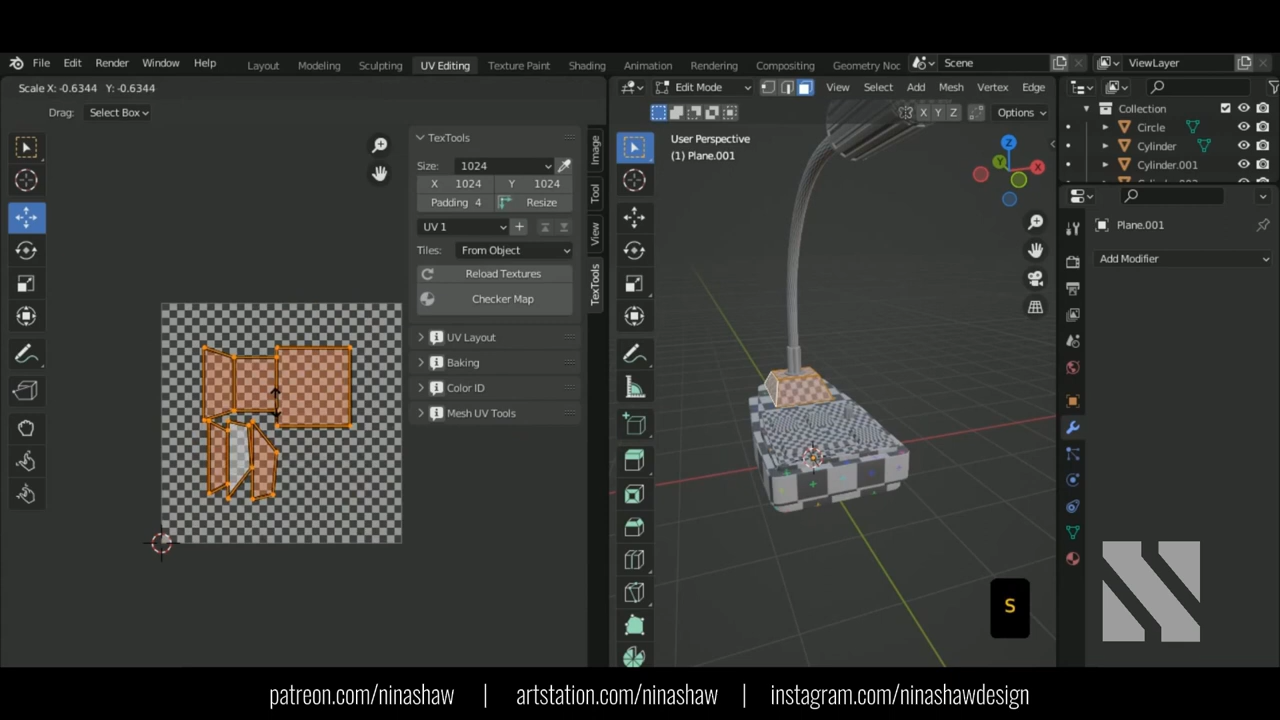 File Edit Render Window Help Layout Modeling Sculpting UV Editing Texture Paint Shading Animation Rendering Compositing Geometry Noc Scene ViewLayer
Scale X: -0.6344 Y: -0.6344
Edit Mode View Select Add Mesh Vertex Edge
Drag: Select Box
X Y Z Options
Collection
Circle
Cylinder
Cylinder.001
User Perspective
(1) Plane.001
Z
Y
X
TexTools
Size: 1024
X 1024 Y 1024
Padding 4 Resize
UV 1
Tiles: From Object
Reload Textures
Checker Map
UV Layout
Baking
Color ID
Mesh UV Tools
Image
Tool
View
TexTools
Plane.001
Add Modifier
S
patreon.com/ninashaw | artstation.com/ninashaw | instagram.com/ninashawdesign